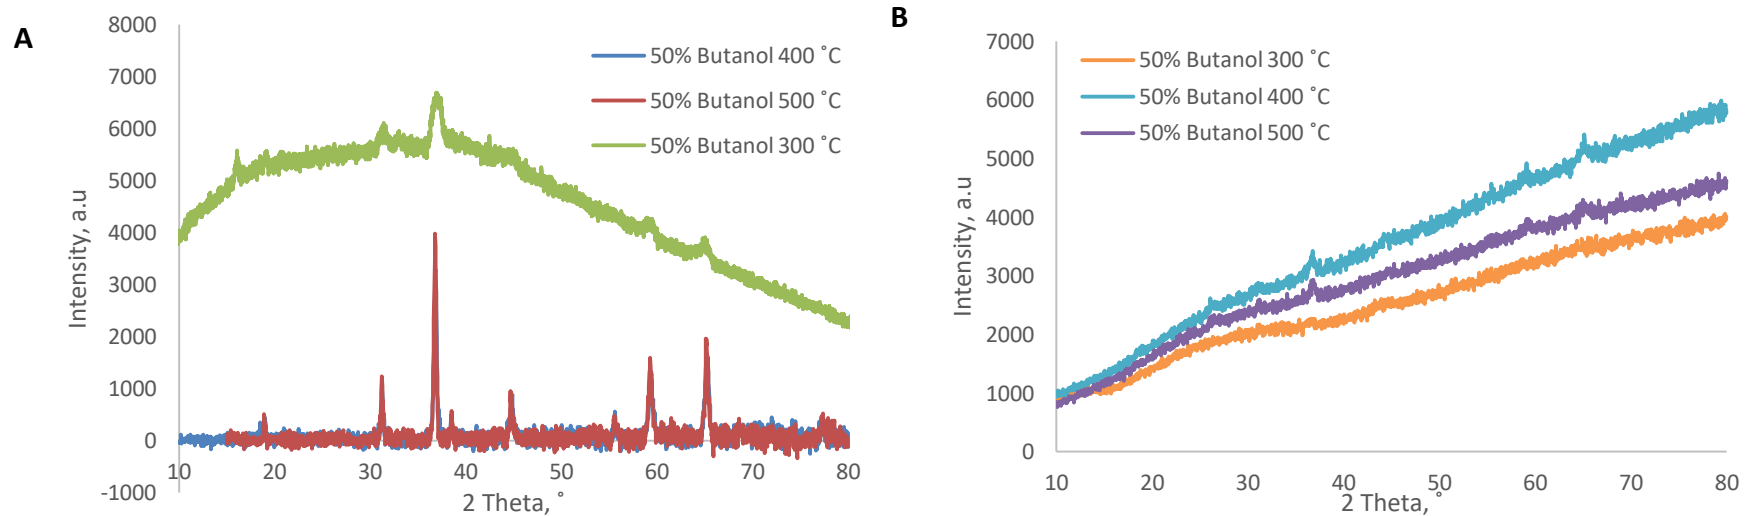 A
8000
7000
6000
5000
4000
3000
2000
1000
0
-1000
Intensity, a.u
50% Butanol 400 ˚C
50% Butanol 500 ˚C
50% Butanol 300 ˚C
10 20 30 40 50 60 70 80
2 Theta, ˚
B
7000
6000
5000
4000
3000
2000
1000
0
Intensity, a.u
50% Butanol 300 ˚C
50% Butanol 400 ˚C
50% Butanol 500 ˚C
10 20 30 40 50 60 70 80
2 Theta, ˚